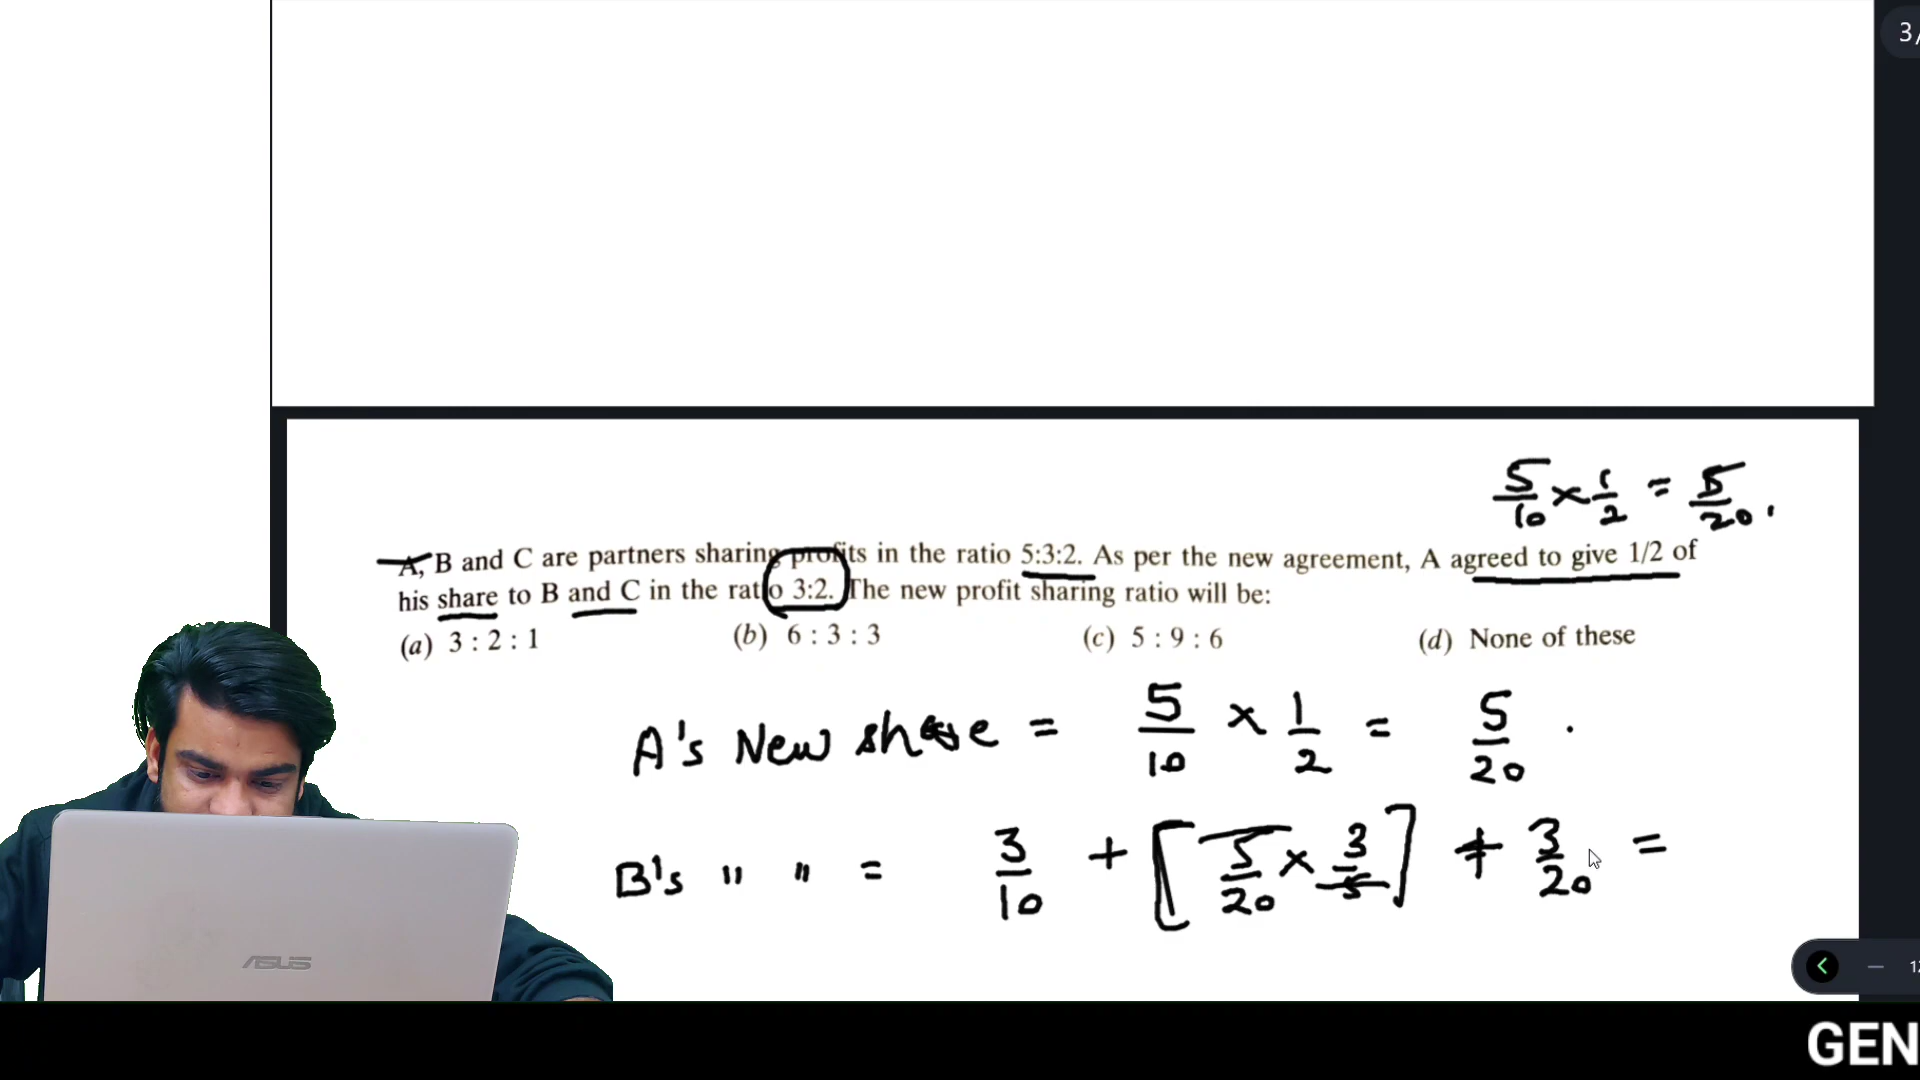 3/
5/10 × 1/2 = 5/20.
A, B and C are partners sharing profits in the ratio 5:3:2. As per the new agreement, A agreed to give 1/2 of
his share to B and C in the ratio 3:2. The new profit sharing ratio will be:
(a) 3 : 2 : 1 (b) 6 : 3 : 3 (c) 5 : 9 : 6 (d) None of these
A's New share = 5/10 × 1/2 = 5/20 .
B's " " = 3/10 + [5/20 × 3/5] + 3/20 =
ASUS
12
GEN